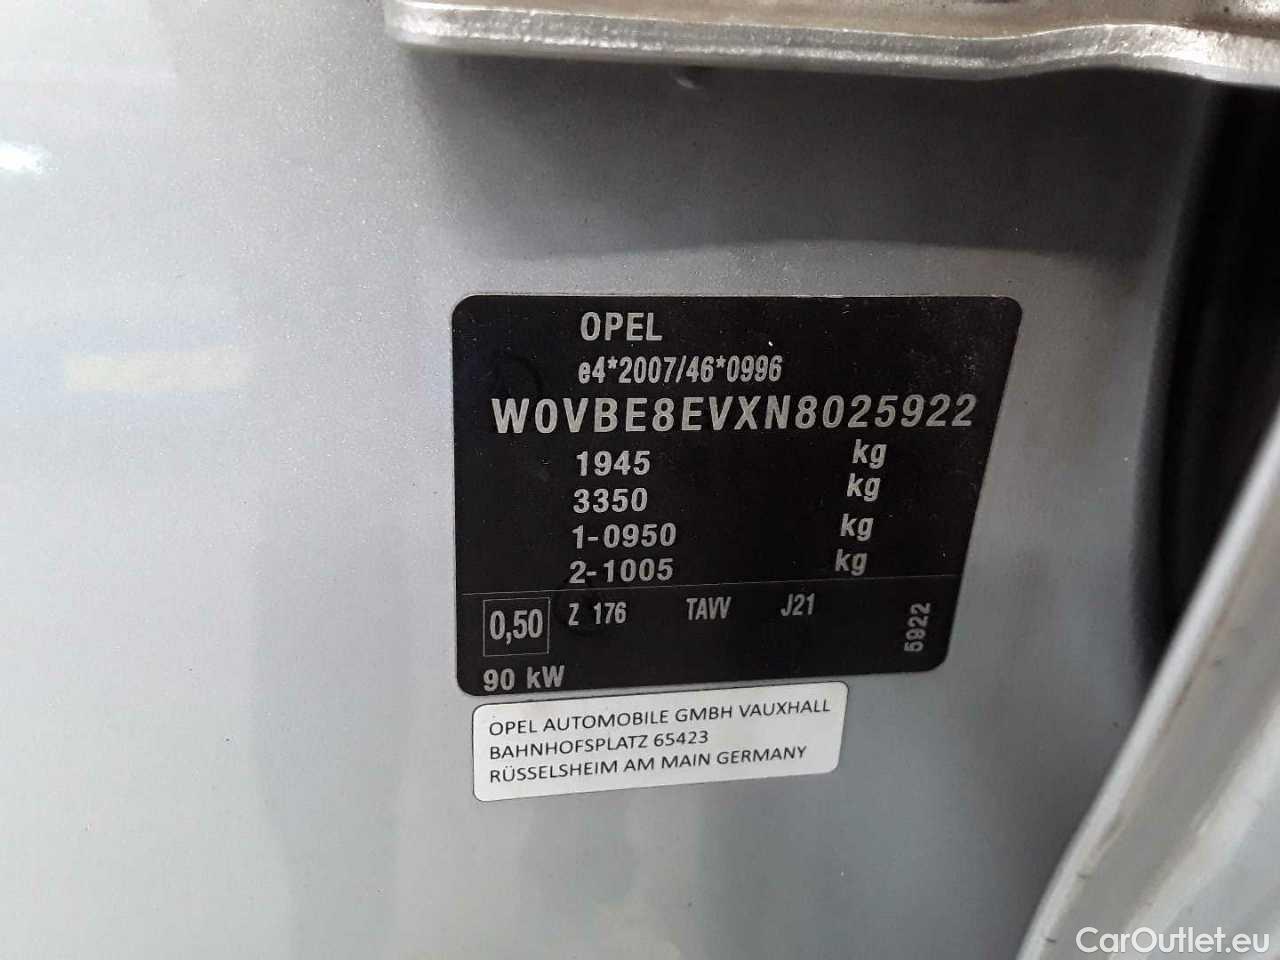 OPEL
e4*2007/46*0996
W0VBE8EVXN8025922
1945 kg
3350 kg
1-0950 kg
2-1005 kg
0,50 Z 176 TAVV J21 5922
90 kW
OPEL AUTOMOBILE GMBH VAUXHALL
BAHNHOFSPLATZ 65423
RÜSSELSHEIM AM MAIN GERMANY
CarOutlet.eu